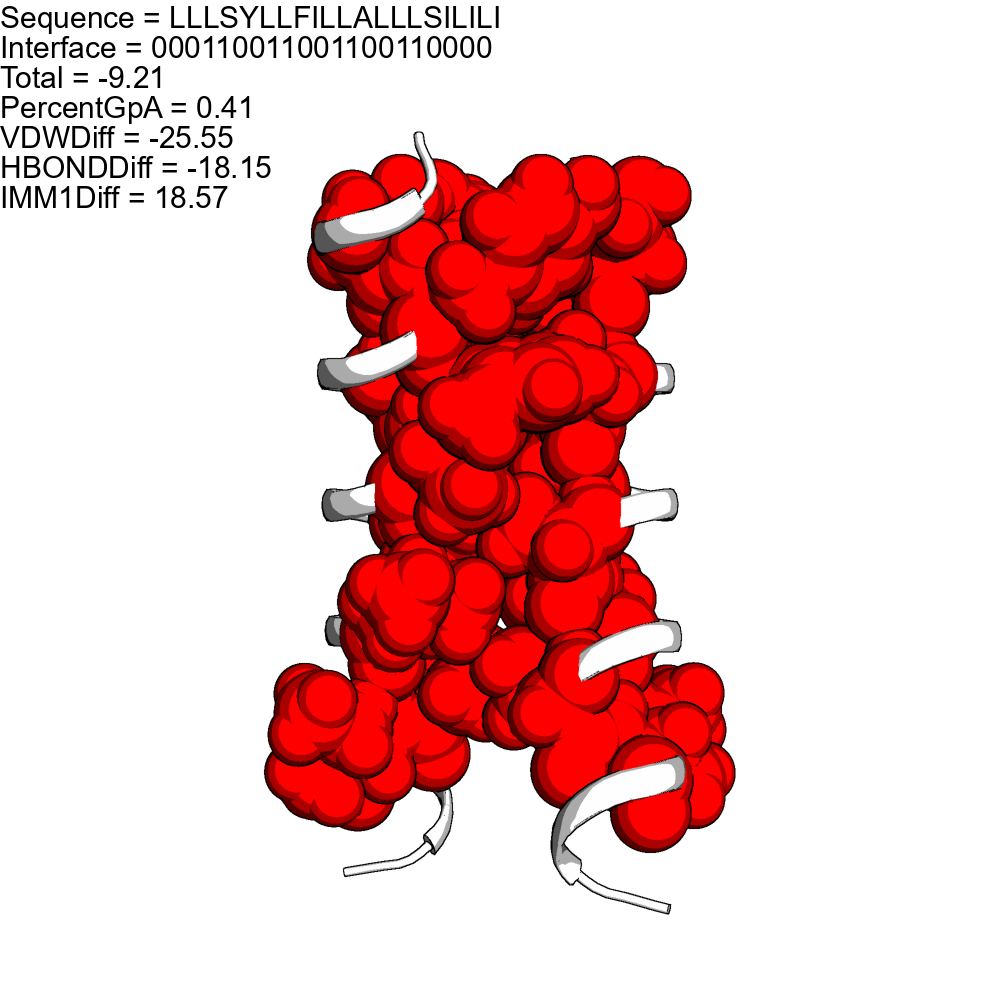 Sequence = LLLSYLLFILLALLLSILILI
Interface = 000110011001100110000
Total = -9.21
PercentGpA = 0.41
VDWDiff = -25.55
HBONDDiff = -18.15
IMM1Diff = 18.57